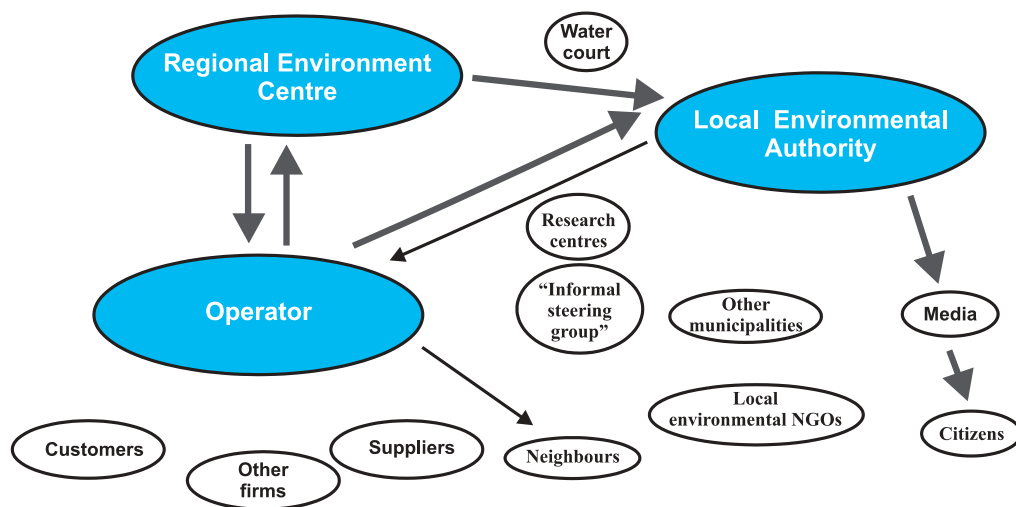 Water
court
Regional Environment
Centre
Local Environmental
Authority
Research
centres
Operator
“Informal
steering
group”
Other
municipalities
Media
Local
environmental NGOs
Customers
Suppliers
Neighbours
Citizens
Other
firms